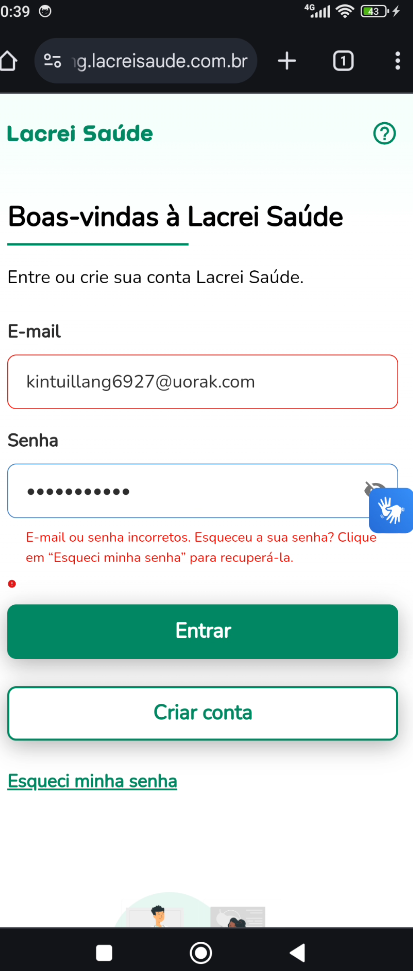 0:39
4G
43
ng.lacreisaude.com.br
1
Lacrei Saúde
Boas-vindas à Lacrei Saúde
Entre ou crie sua conta Lacrei Saúde.
E-mail
kintuillang6927@uorak.com
Senha
E-mail ou senha incorretos. Esqueceu a sua senha? Clique
em “Esqueci minha senha” para recuperá-la.
Entrar
Criar conta
Esqueci minha senha